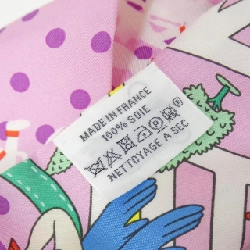 MADE IN FRANCE
100% SOIE
NETTOYAGE A SEC